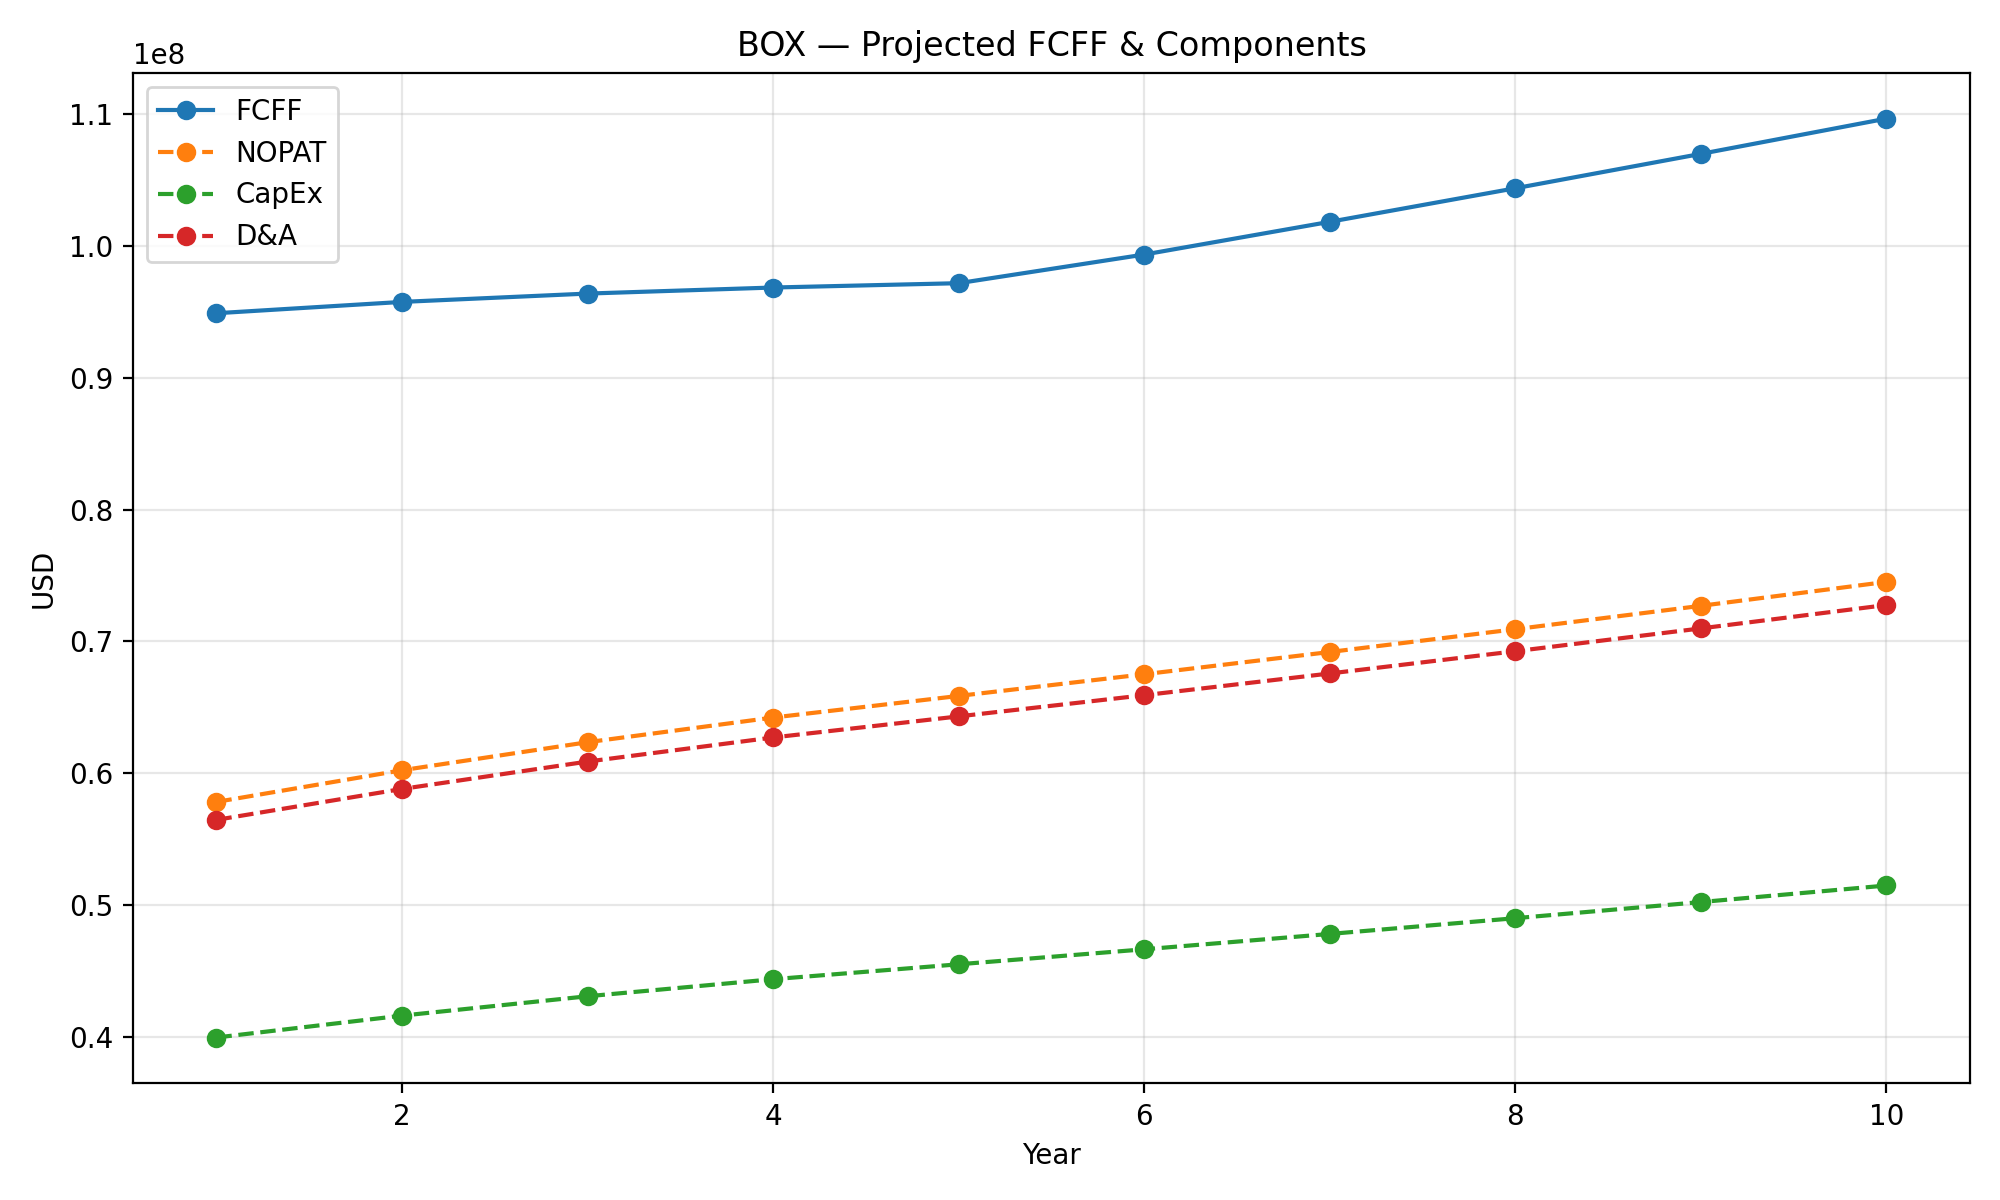 BOX — Projected FCFF & Components
1e8
FCFF
NOPAT
CapEx
D&A
1.1
1.0
0.9
0.8
0.7
0.6
0.5
0.4
USD
2 4 6 8 10
Year